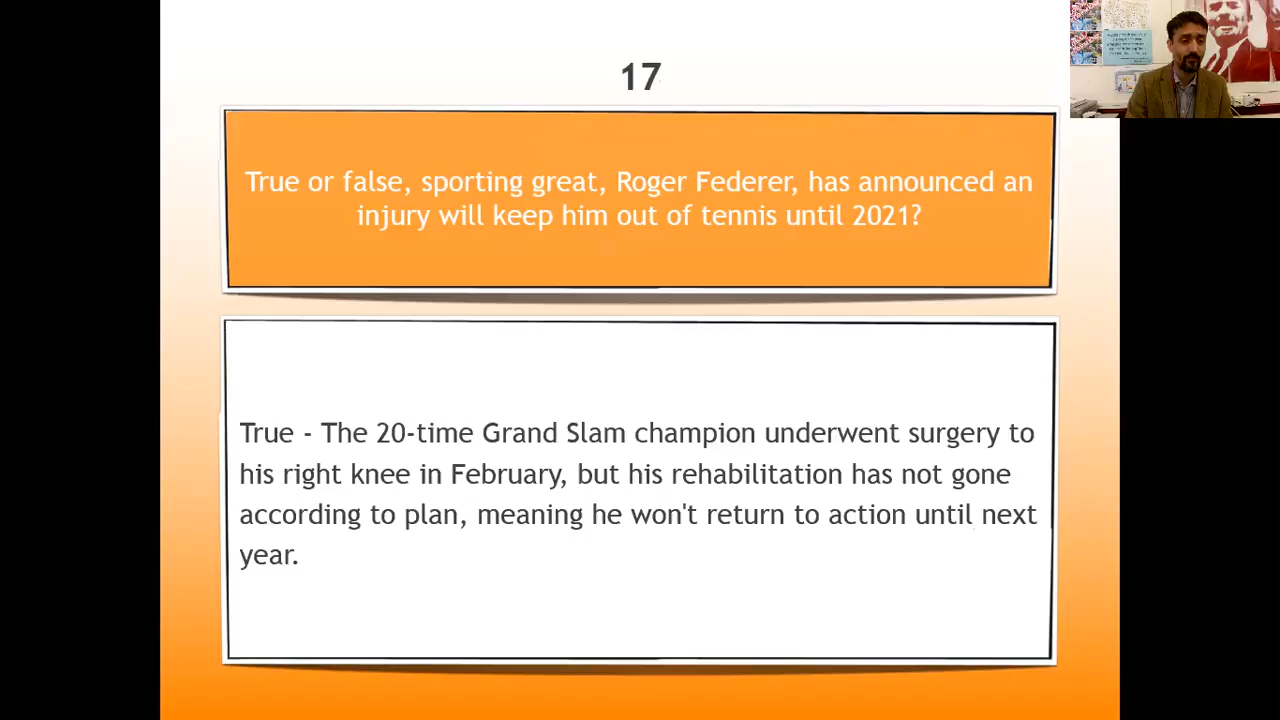 17
True or false, sporting great, Roger Federer, has announced an
injury will keep him out of tennis until 2021?
True - The 20-time Grand Slam champion underwent surgery to
his right knee in February, but his rehabilitation has not gone
according to plan, meaning he won't return to action until next
year.